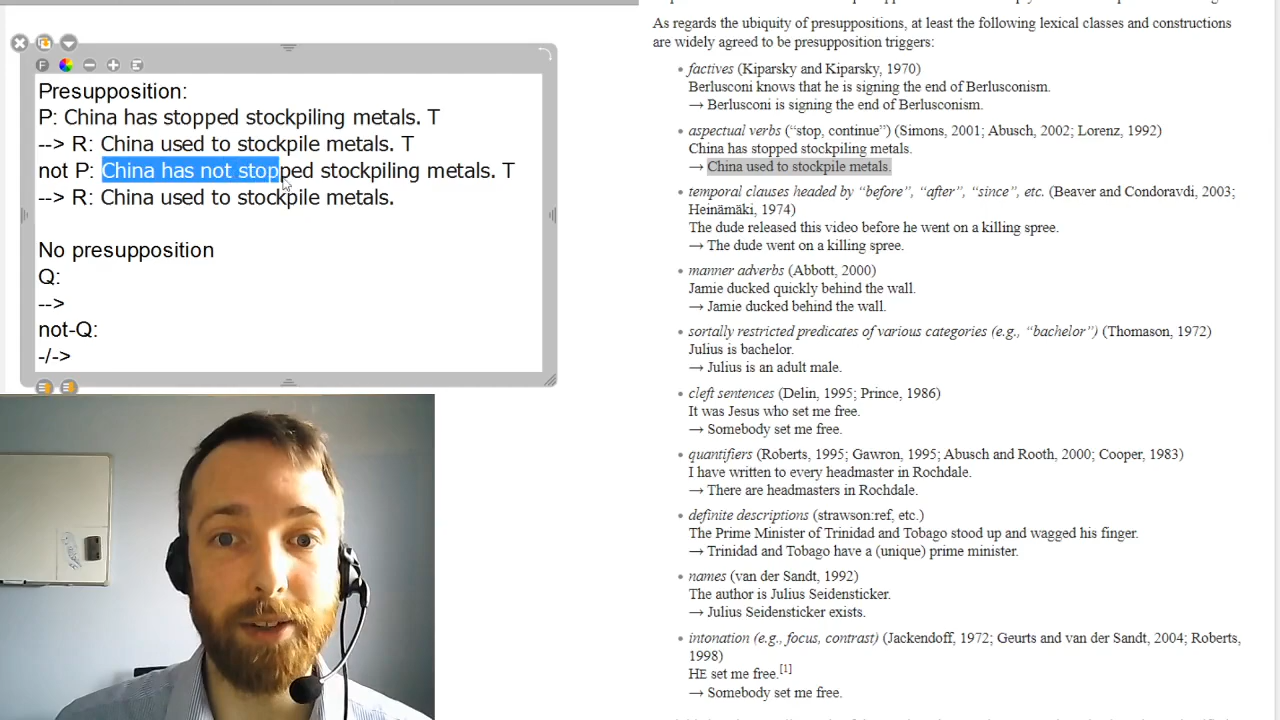 Presupposition:
P: China has stopped stockpiling metals. T
--> R: China used to stockpile metals. T
not P: China has not stopped stockpiling metals. T
--> R: China used to stockpile metals.
No presupposition
Q:
-->
not-Q:
-/->
As regards the ubiquity of presuppositions, at least the following lexical classes and constructions
are widely agreed to be presupposition triggers:
• factives (Kiparsky and Kiparsky, 1970)
Berlusconi knows that he is signing the end of Berlusconism.
→ Berlusconi is signing the end of Berlusconism.
• aspectual verbs (“stop, continue”) (Simons, 2001; Abusch, 2002; Lorenz, 1992)
China has stopped stockpiling metals.
→ China used to stockpile metals.
• temporal clauses headed by “before”, “after”, “since”, etc. (Beaver and Condoravdi, 2003;
Heinämäki, 1974)
The dude released this video before he went on a killing spree.
→ The dude went on a killing spree.
• manner adverbs (Abbott, 2000)
Jamie ducked quickly behind the wall.
→ Jamie ducked behind the wall.
• sortally restricted predicates of various categories (e.g., “bachelor”) (Thomason, 1972)
Julius is bachelor.
→ Julius is an adult male.
• cleft sentences (Delin, 1995; Prince, 1986)
It was Jesus who set me free.
→ Somebody set me free.
• quantifiers (Roberts, 1995; Gawron, 1995; Abusch and Rooth, 2000; Cooper, 1983)
I have written to every headmaster in Rochdale.
→ There are headmasters in Rochdale.
• definite descriptions (strawson:ref, etc.)
The Prime Minister of Trinidad and Tobago stood up and wagged his finger.
→ Trinidad and Tobago have a (unique) prime minister.
• names (van der Sandt, 1992)
The author is Julius Seidensticker.
→ Julius Seidensticker exists.
• intonation (e.g., focus, contrast) (Jackendoff, 1972; Geurts and van der Sandt, 2004; Roberts,
1998)
HE set me free.[1]
→ Somebody set me free.